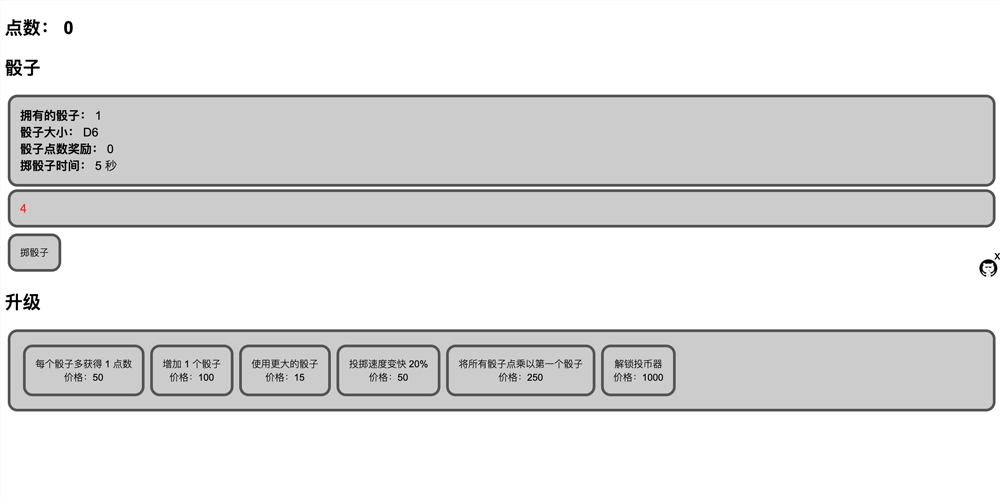 点数： 0
骰子
拥有的骰子： 1
骰子大小： D6
骰子点数奖励： 0
掷骰子时间： 5 秒
4
掷骰子
X
升级
每个骰子多获得 1 点数
价格：50
增加 1 个骰子
价格：100
使用更大的骰子
价格：15
投掷速度变快 20%
价格：50
将所有骰子点乘以第一个骰子
价格：250
解锁投币器
价格：1000